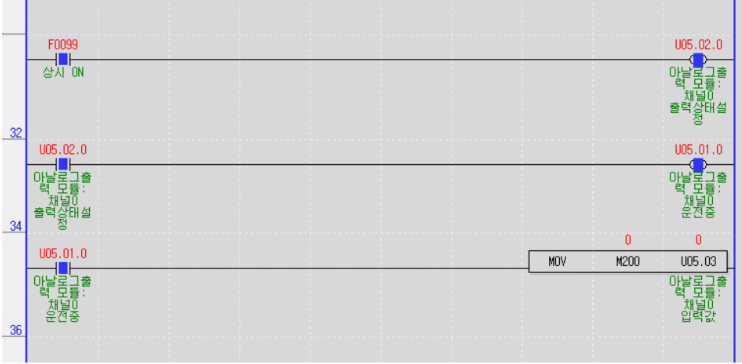 F0099
U05.02.0
상시 ON
아날로그출
력 모듈:
채널0
출력상태설
정
32
U05.02.0
U05.01.0
아날로그출
력 모듈:
채널0
출력상태설
정
아날로그출
력 모듈:
채널0
운전중
34
U05.01.0
0
0
MOV
M200
U05.03
아날로그출
력 모듈:
채널0
운전중
아날로그출
력 모듈:
채널0
입력값
36